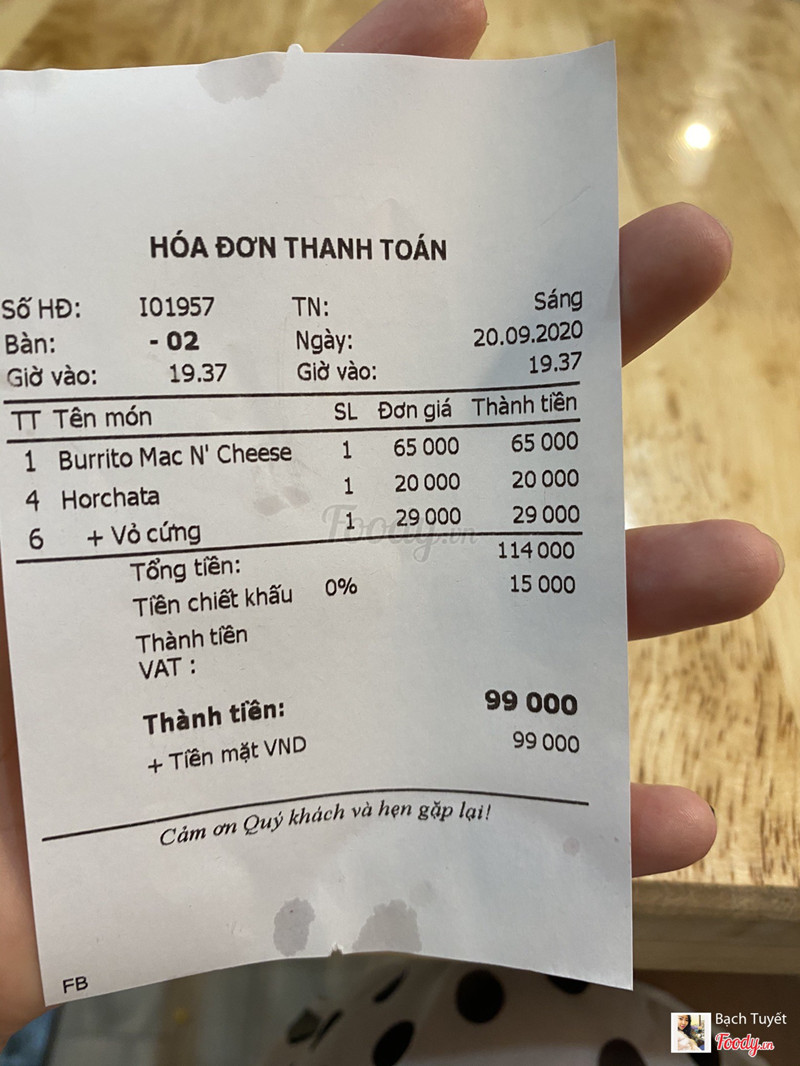 HÓA ĐƠN THANH TOÁN
Số HĐ: I01957 TN: Sáng
Bàn: - 02 Ngày: 20.09.2020
Giờ vào: 19.37 Giờ vào: 19.37
TT Tên món SL Đơn giá Thành tiền
1 Burrito Mac N' Cheese 1 65 000 65 000
4 Horchata 1 20 000 20 000
6 + Vỏ cứng 1 29 000 29 000
Tổng tiền: 114 000
Tiền chiết khấu 0% 15 000
Thành tiền
VAT :
Thành tiền: 99 000
+ Tiền mặt VND 99 000
Cảm ơn Quý khách và hẹn gặp lại!
FB
Foody.vn
Bạch Tuyết
Foody.vn